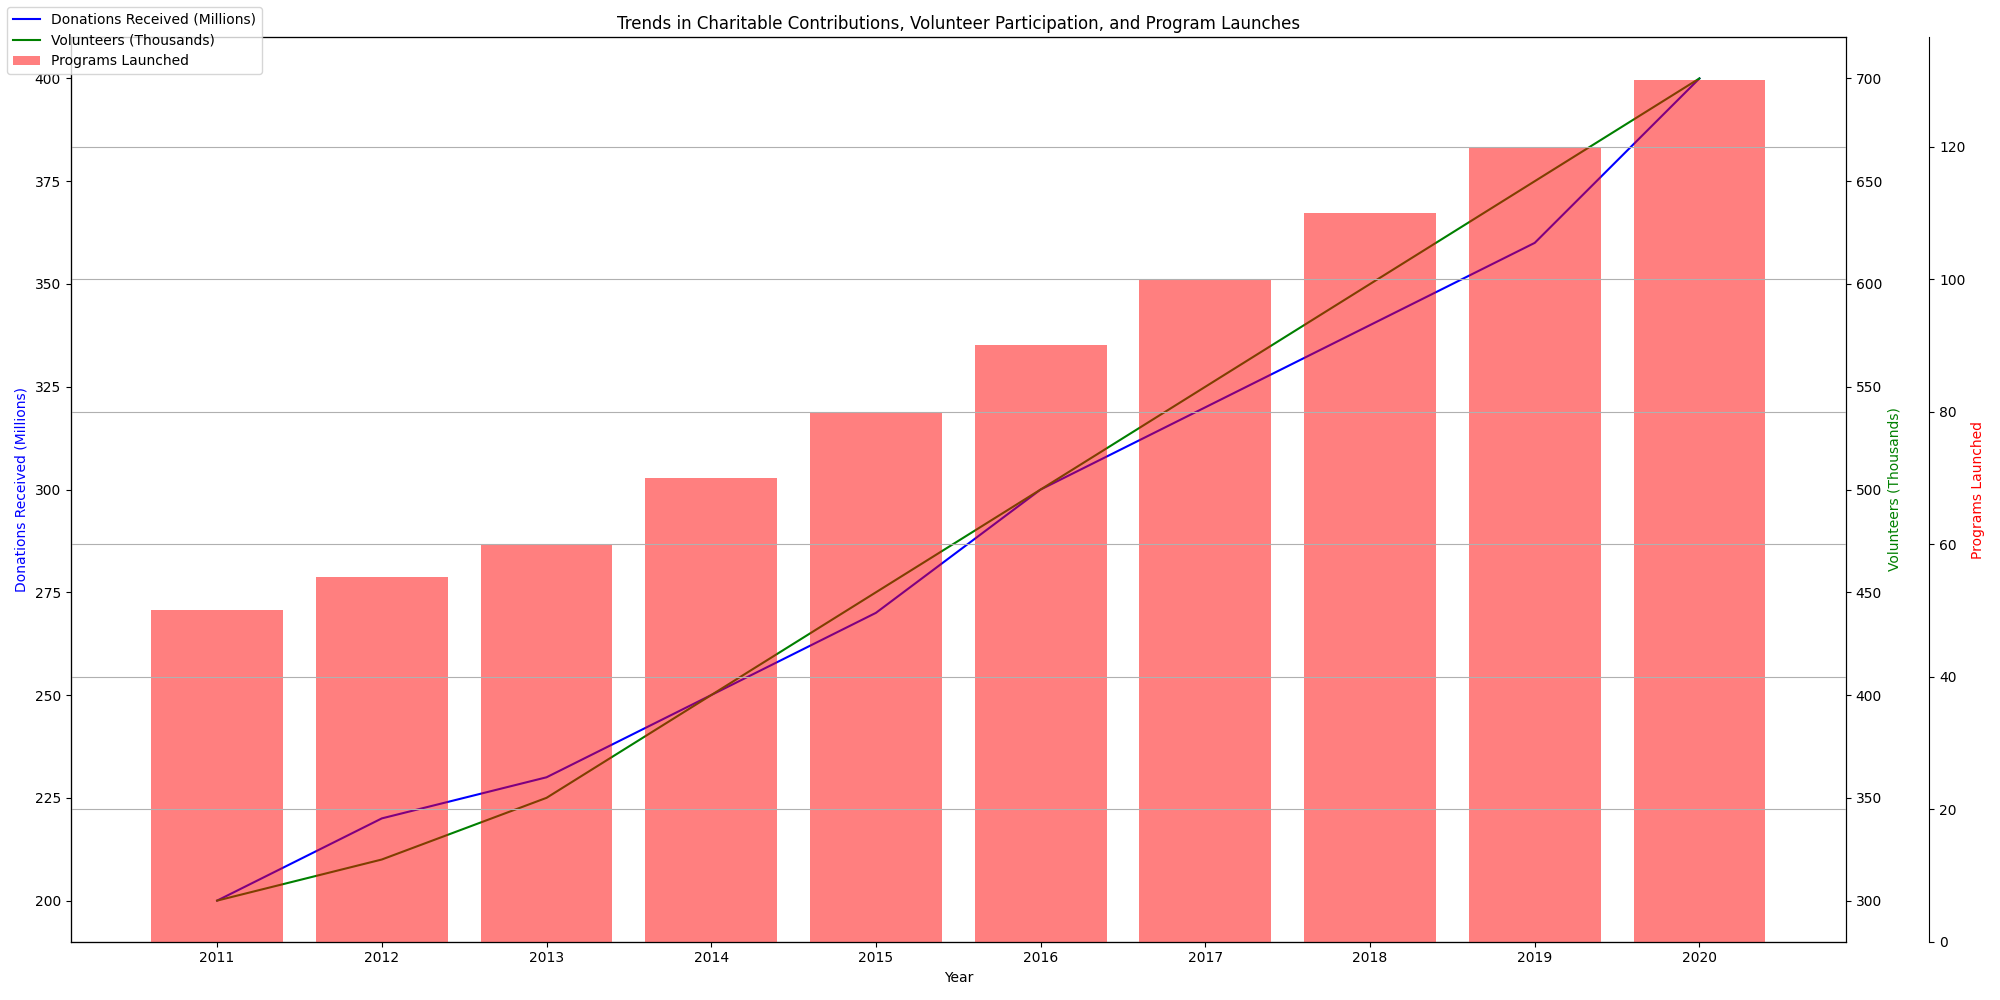 Trends in Charitable Contributions, Volunteer Participation, and Program Launches
Donations Received (Millions)
Volunteers (Thousands)
Programs Launched
400
375
350
325
300
275
250
225
200
Donations Received (Millions)
700
650
600
550
500
450
400
350
300
Volunteers (Thousands)
120
100
80
60
40
20
0
Programs Launched
2011 2012 2013 2014 2015 2016 2017 2018 2019 2020
Year